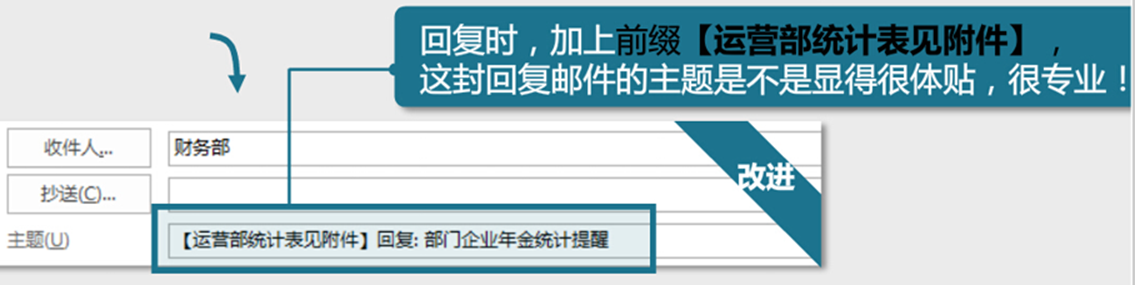 回复时，加上前缀【运营部统计表见附件】，
这封回复邮件的主题是不是显得很体贴，很专业！
收件人...
财务部
改进
抄送(C)...
主题(U)
【运营部统计表见附件】回复: 部门企业年金统计提醒